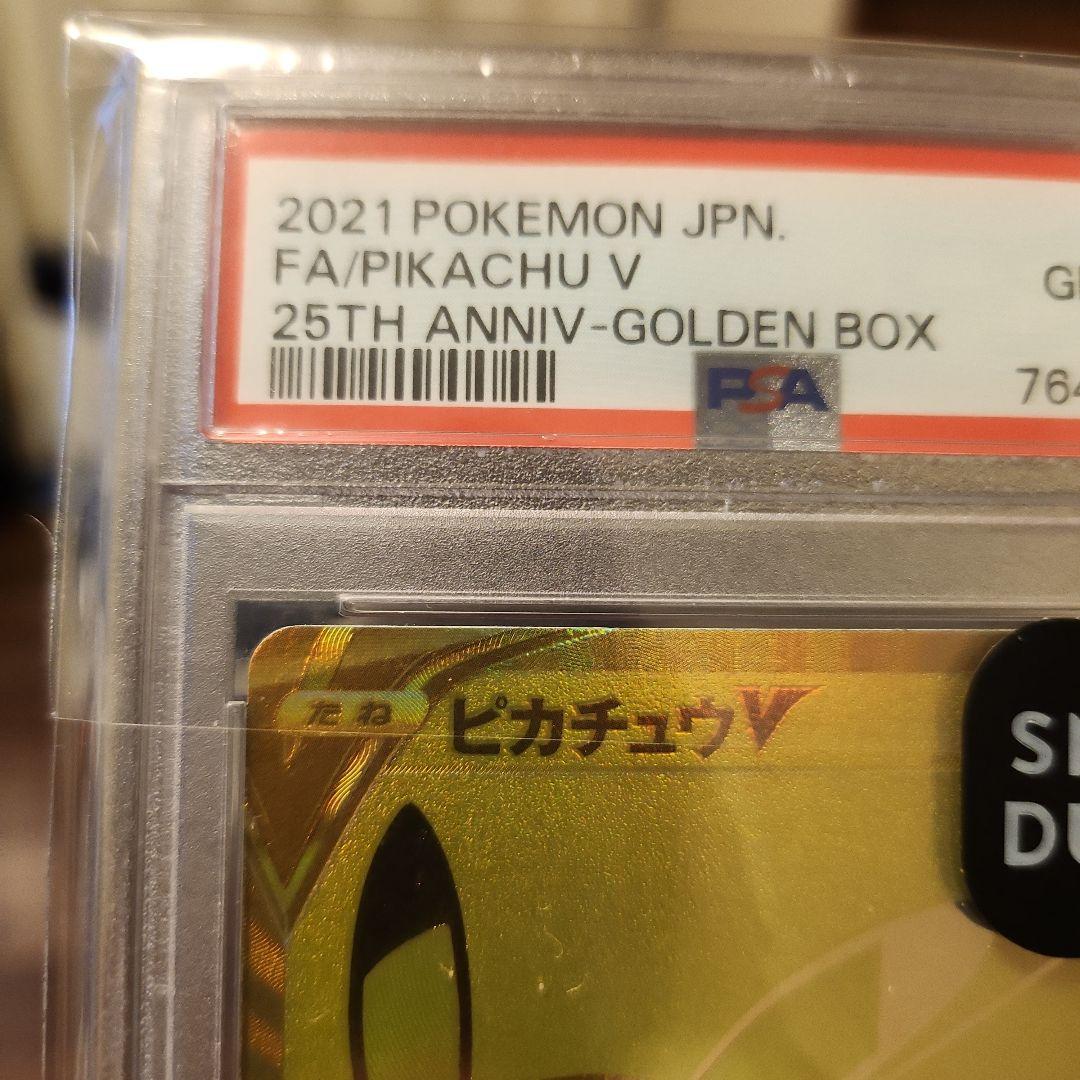 2021 POKEMON JPN.
FA/PIKACHU V
25TH ANNIV-GOLDEN BOX
PSA
たね ピカチュウV